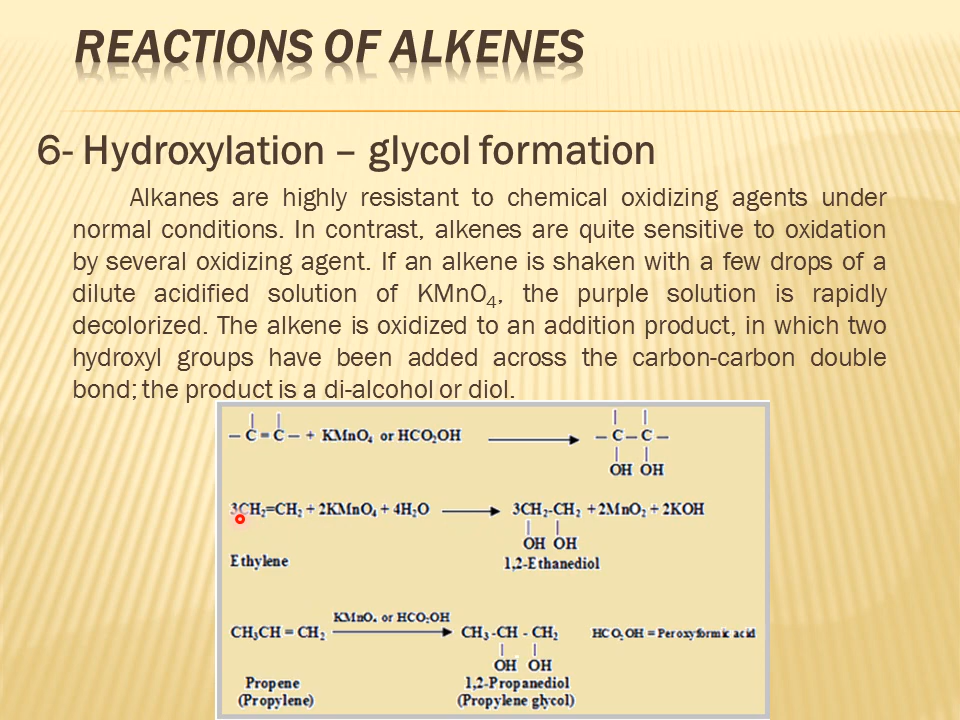 REACTIONS OF ALKENES
6- Hydroxylation – glycol formation
Alkanes are highly resistant to chemical oxidizing agents under
normal conditions. In contrast, alkenes are quite sensitive to oxidation
by several oxidizing agent. If an alkene is shaken with a few drops of a
dilute acidified solution of KMnO₄, the purple solution is rapidly
decolorized. The alkene is oxidized to an addition product, in which two
hydroxyl groups have been added across the carbon-carbon double
bond; the product is a di-alcohol or diol.
– C = C – + KMnO₄ or HCO₂OH – C – C –
OH OH
3CH₂=CH₂ + 2KMnO₄ + 4H₂O 3CH₂-CH₂ + 2MnO₂ + 2KOH
OH OH
Ethylene 1,2-Ethanediol
KMnO₄ or HCO₂OH
CH₃CH = CH₂ CH₃ -CH - CH₂ HCO₂OH = Peroxyformic acid
OH OH
Propene 1,2-Propanediol
(Propylene) (Propylene glycol)